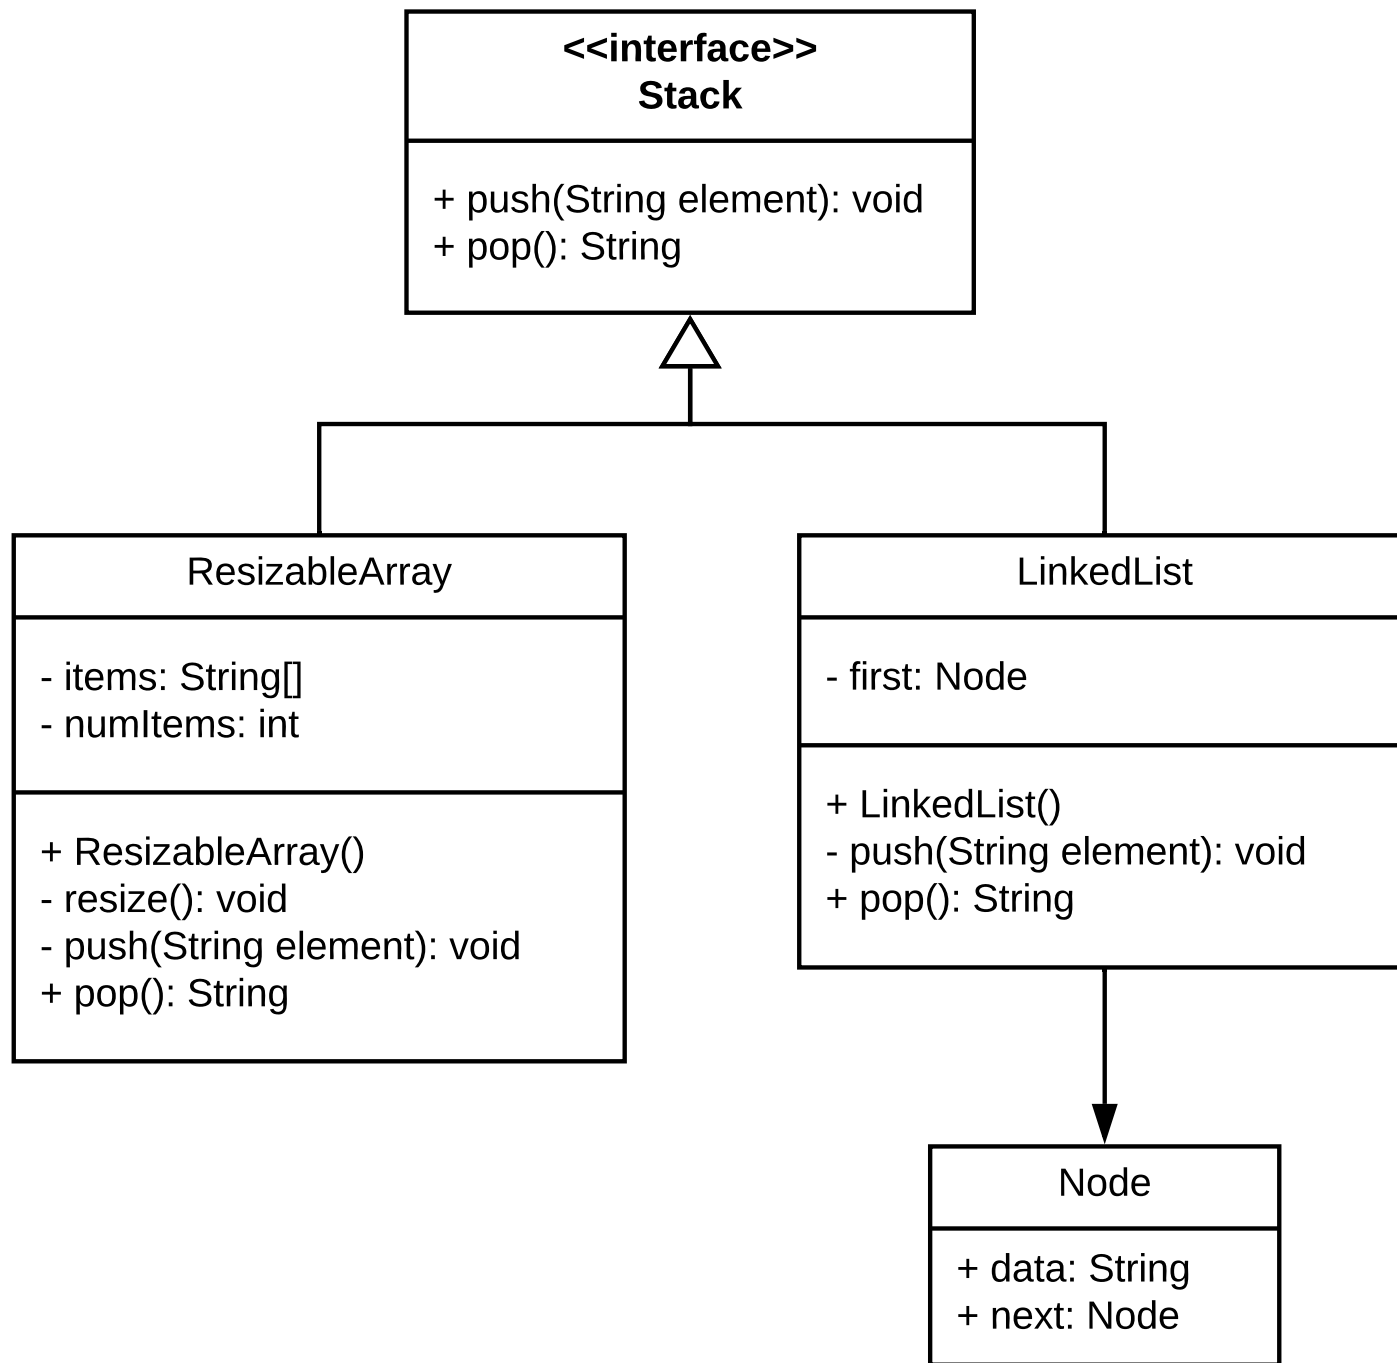 <<interface>>
Stack
+ push(String element): void
+ pop(): String
ResizableArray
- items: String[]
- numItems: int
+ ResizableArray()
- resize(): void
- push(String element): void
+ pop(): String
LinkedList
- first: Node
+ LinkedList()
- push(String element): void
+ pop(): String
Node
+ data: String
+ next: Node